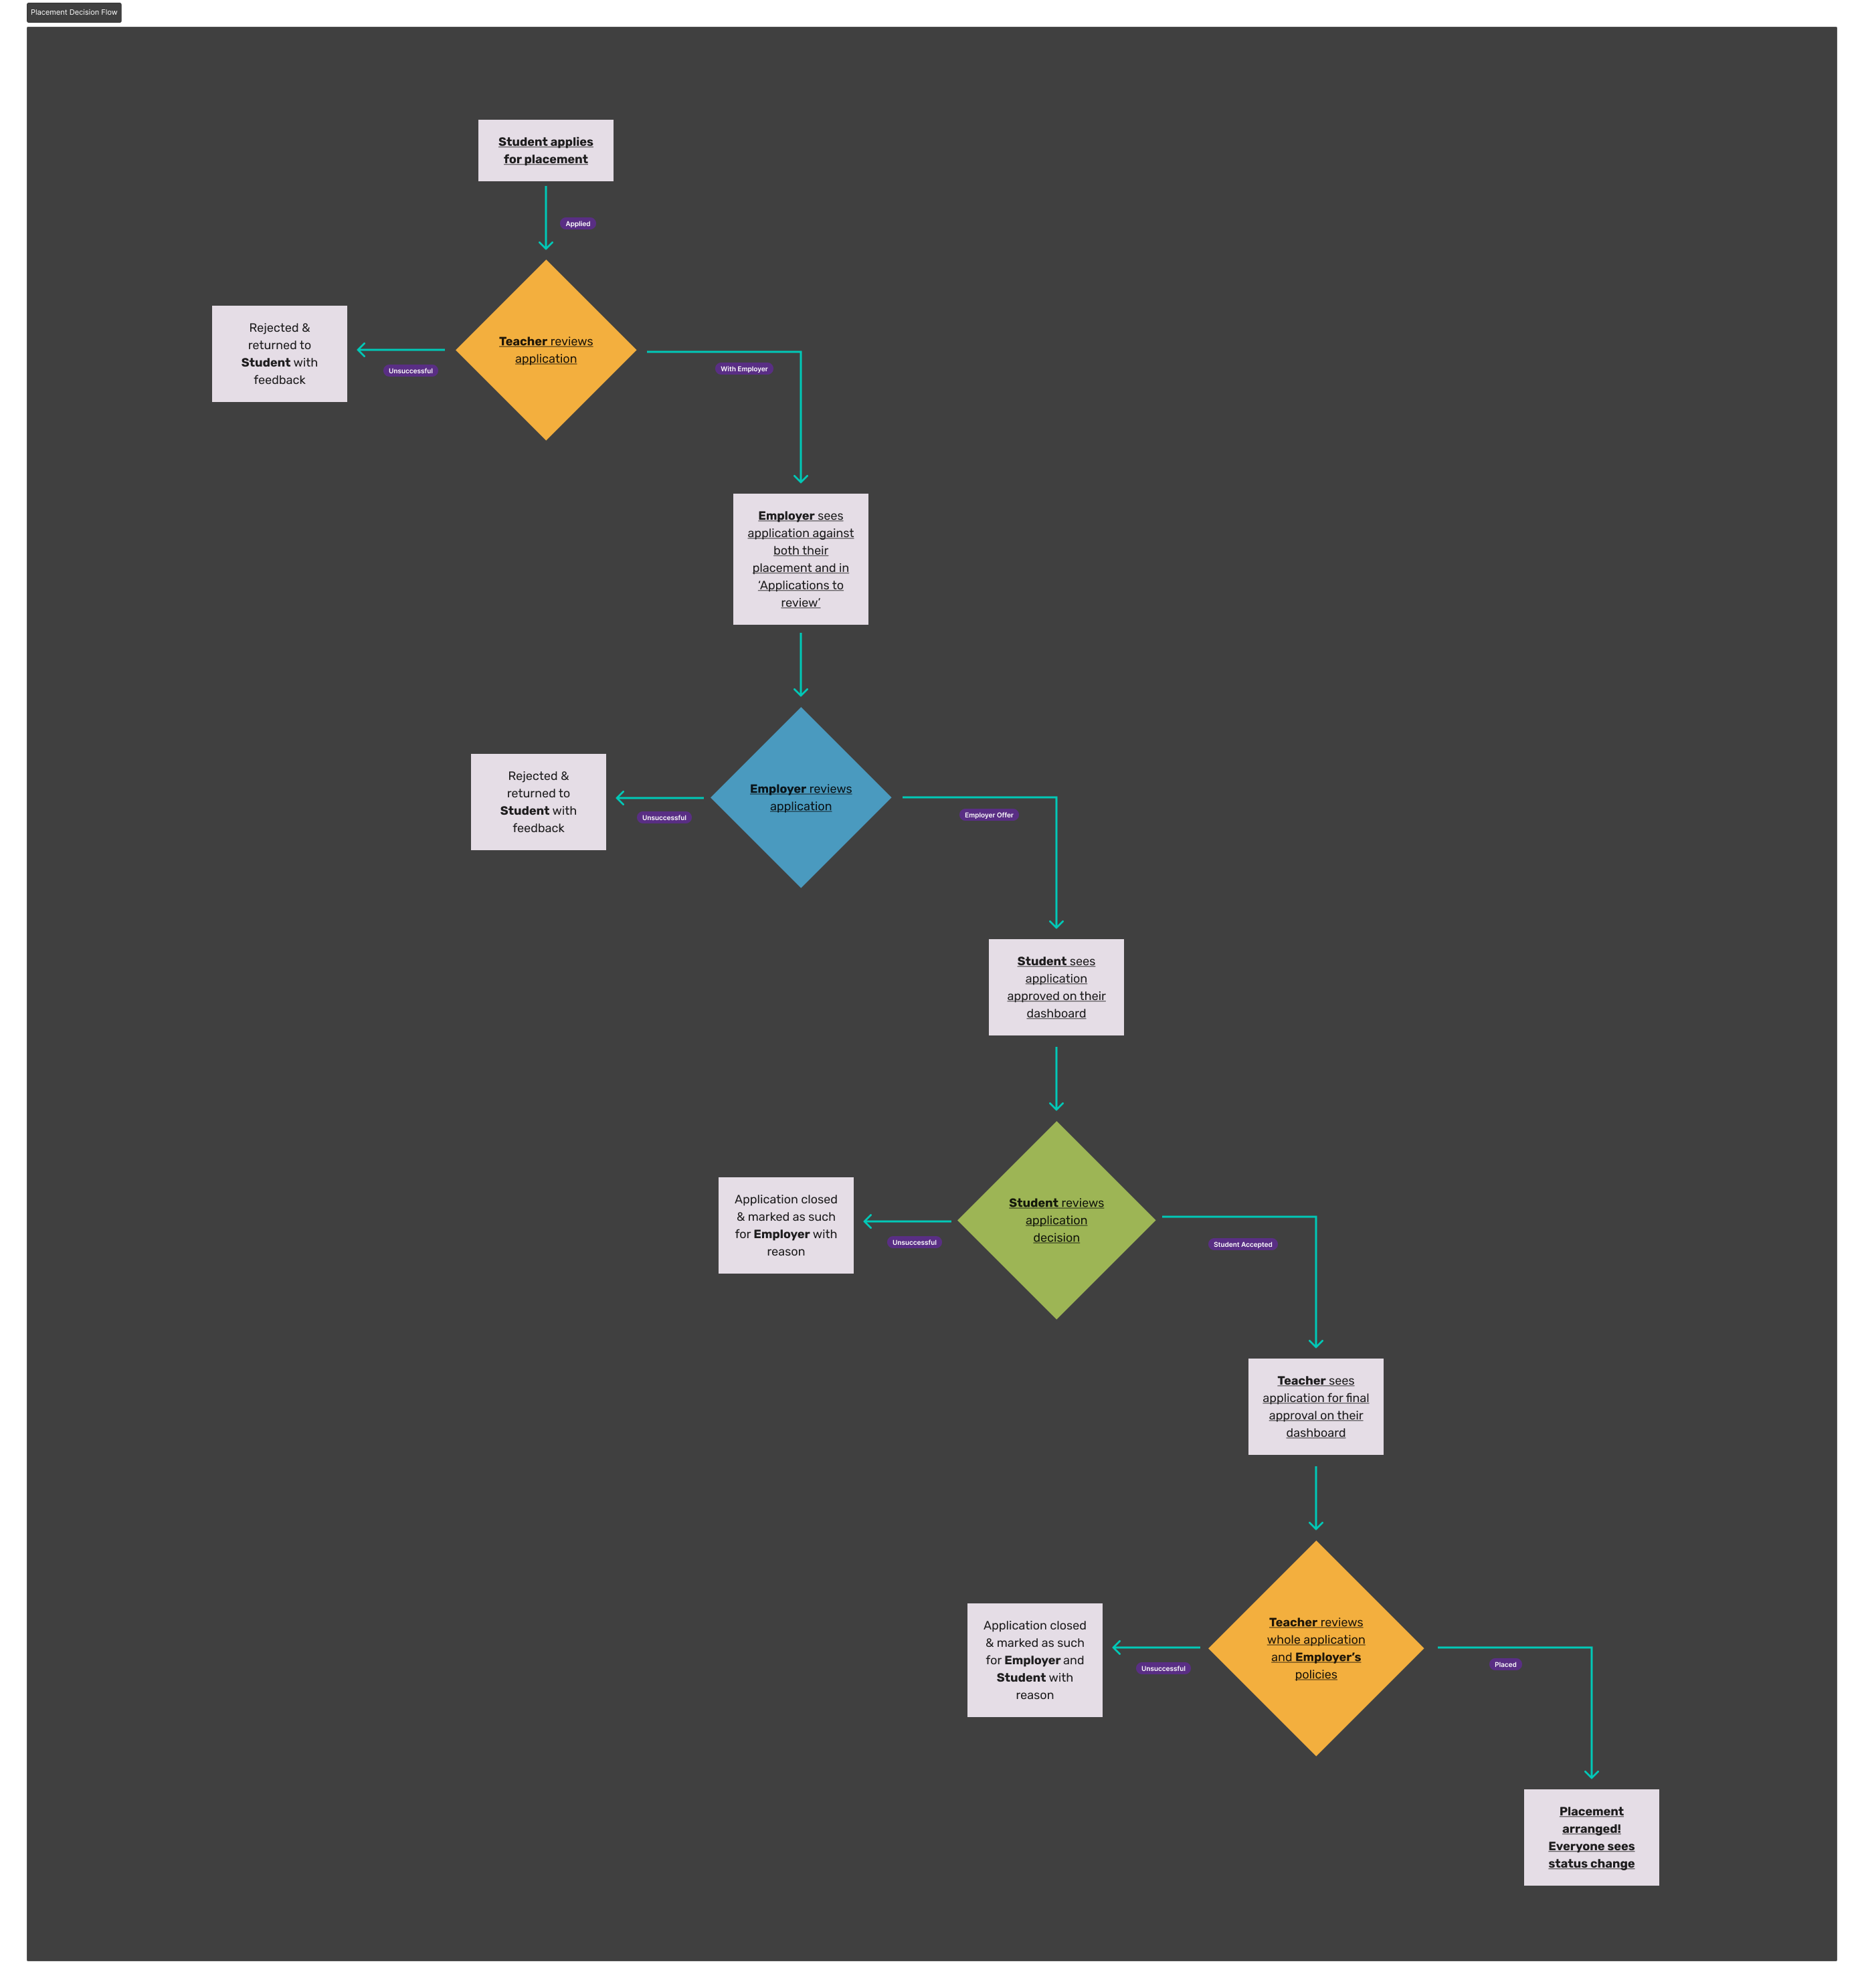 Placement Decision Flow
Student applies
for placement
Applied
Teacher reviews
application
Unsuccessful
Rejected &
returned to
Student with
feedback
With Employer
Employer sees
application against
both their
placement and in
‘Applications to
review’
Employer reviews
application
Unsuccessful
Rejected &
returned to
Student with
feedback
Employer Offer
Student sees
application
approved on their
dashboard
Student reviews
application
decision
Unsuccessful
Application closed
& marked as such
for Employer with
reason
Student Accepted
Teacher sees
application for final
approval on their
dashboard
Teacher reviews
whole application
and Employer’s
policies
Unsuccessful
Application closed
& marked as such
for Employer and
Student with
reason
Placed
Placement
arranged!
Everyone sees
status change